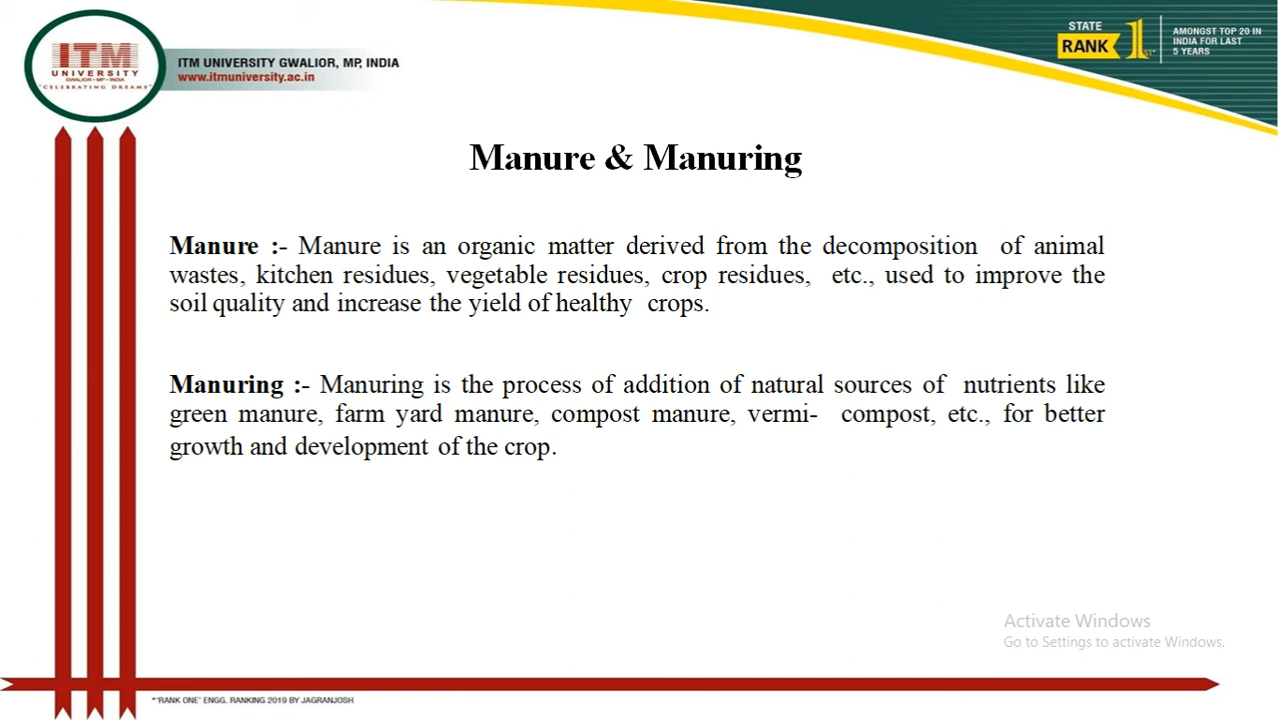 ITM
UNIVERSITY
GWALIOR • MP • INDIA
"CELEBRATING DREAMS"
ITM UNIVERSITY GWALIOR, MP, INDIA
www.itmuniversity.ac.in
STATE
RANK 1ST*
AMONGST TOP 20 IN
INDIA FOR LAST
5 YEARS
Manure & Manuring
Manure :- Manure is an organic matter derived from the decomposition of animal
wastes, kitchen residues, vegetable residues, crop residues, etc., used to improve the
soil quality and increase the yield of healthy crops.
Manuring :- Manuring is the process of addition of natural sources of nutrients like
green manure, farm yard manure, compost manure, vermi- compost, etc., for better
growth and development of the crop.
Activate Windows
Go to Settings to activate Windows.
*"RANK ONE" ENGG. RANKING 2019 BY JAGRANJOSH